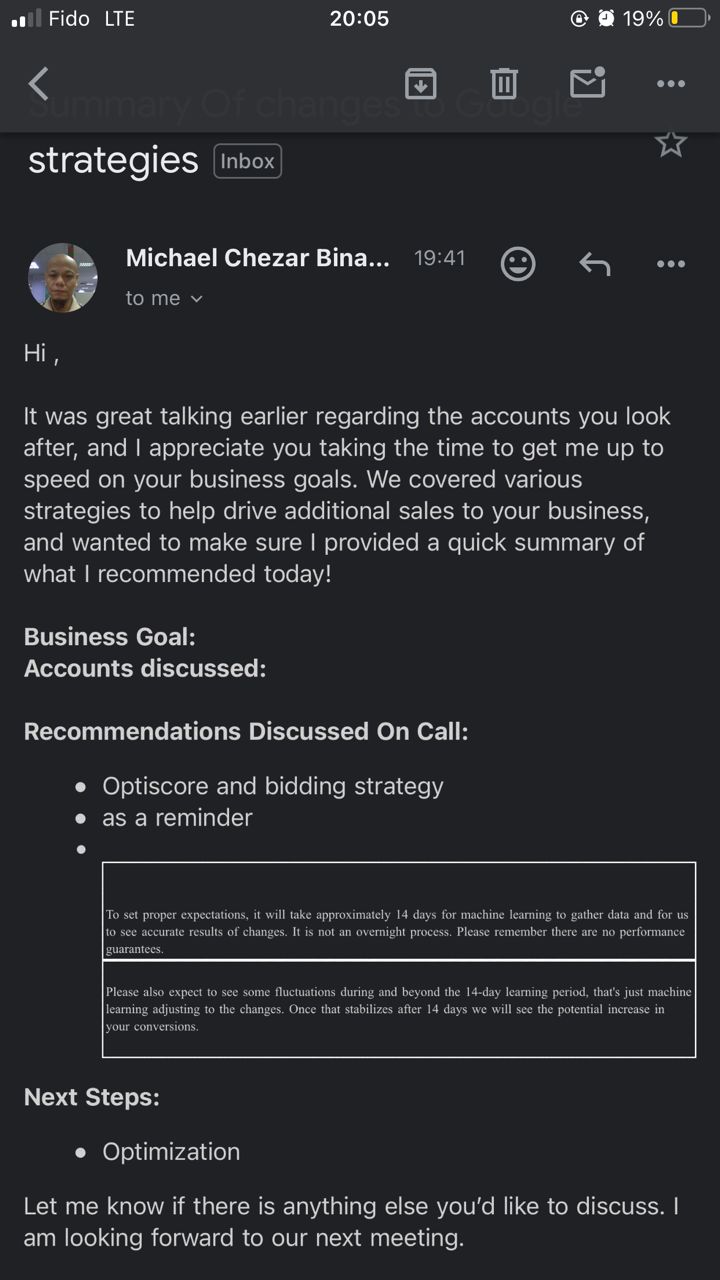 Fido LTE 20:05 19%
Summary Of changes to Google
strategies Inbox
Michael Chezar Bina... 19:41
to me
Hi ,
It was great talking earlier regarding the accounts you look
after, and I appreciate you taking the time to get me up to
speed on your business goals. We covered various
strategies to help drive additional sales to your business,
and wanted to make sure I provided a quick summary of
what I recommended today!
Business Goal:
Accounts discussed:
Recommendations Discussed On Call:
• Optiscore and bidding strategy
• as a reminder
•
To set proper expectations, it will take approximately 14 days for machine learning to gather data and for us
to see accurate results of changes. It is not an overnight process. Please remember there are no performance
guarantees.
Please also expect to see some fluctuations during and beyond the 14-day learning period, that's just machine
learning adjusting to the changes. Once that stabilizes after 14 days we will see the potential increase in
your conversions.
Next Steps:
• Optimization
Let me know if there is anything else you’d like to discuss. I
am looking forward to our next meeting.